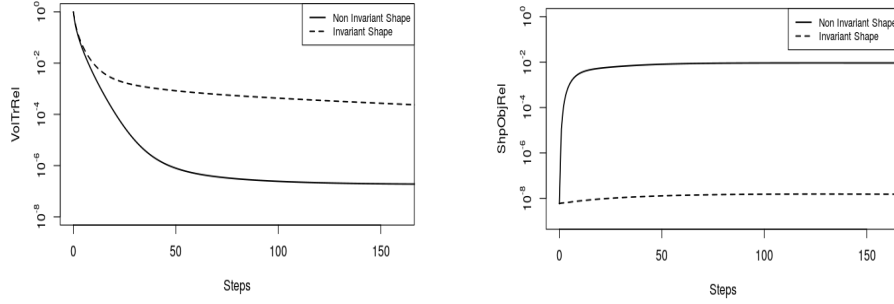 Non Invariant Shape
Invariant Shape
VolTrRel
10^0
10^-2
10^-4
10^-6
10^-8
0 50 100 150
Steps
Non Invariant Shape
Invariant Shape
ShpObjRel
10^0
10^-2
10^-4
10^-6
10^-8
0 50 100 150
Steps